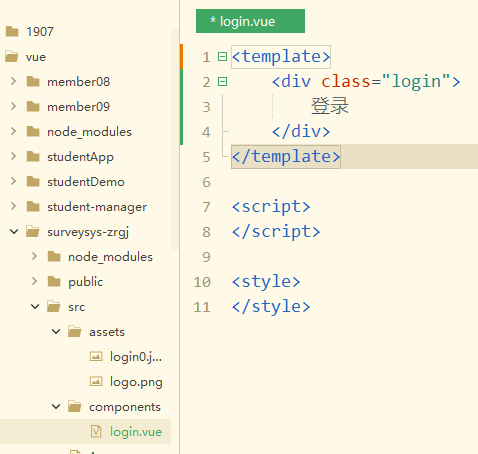 1907
vue
member08
member09
node_modules
studentApp
studentDemo
student-manager
surveysys-zrgj
node_modules
public
src
assets
login0.j...
logo.png
components
login.vue
* login.vue
1 <template>
2 <div class="login">
3 登录
4 </div>
5 </template>
6
7 <script>
8 </script>
9
10 <style>
11 </style>